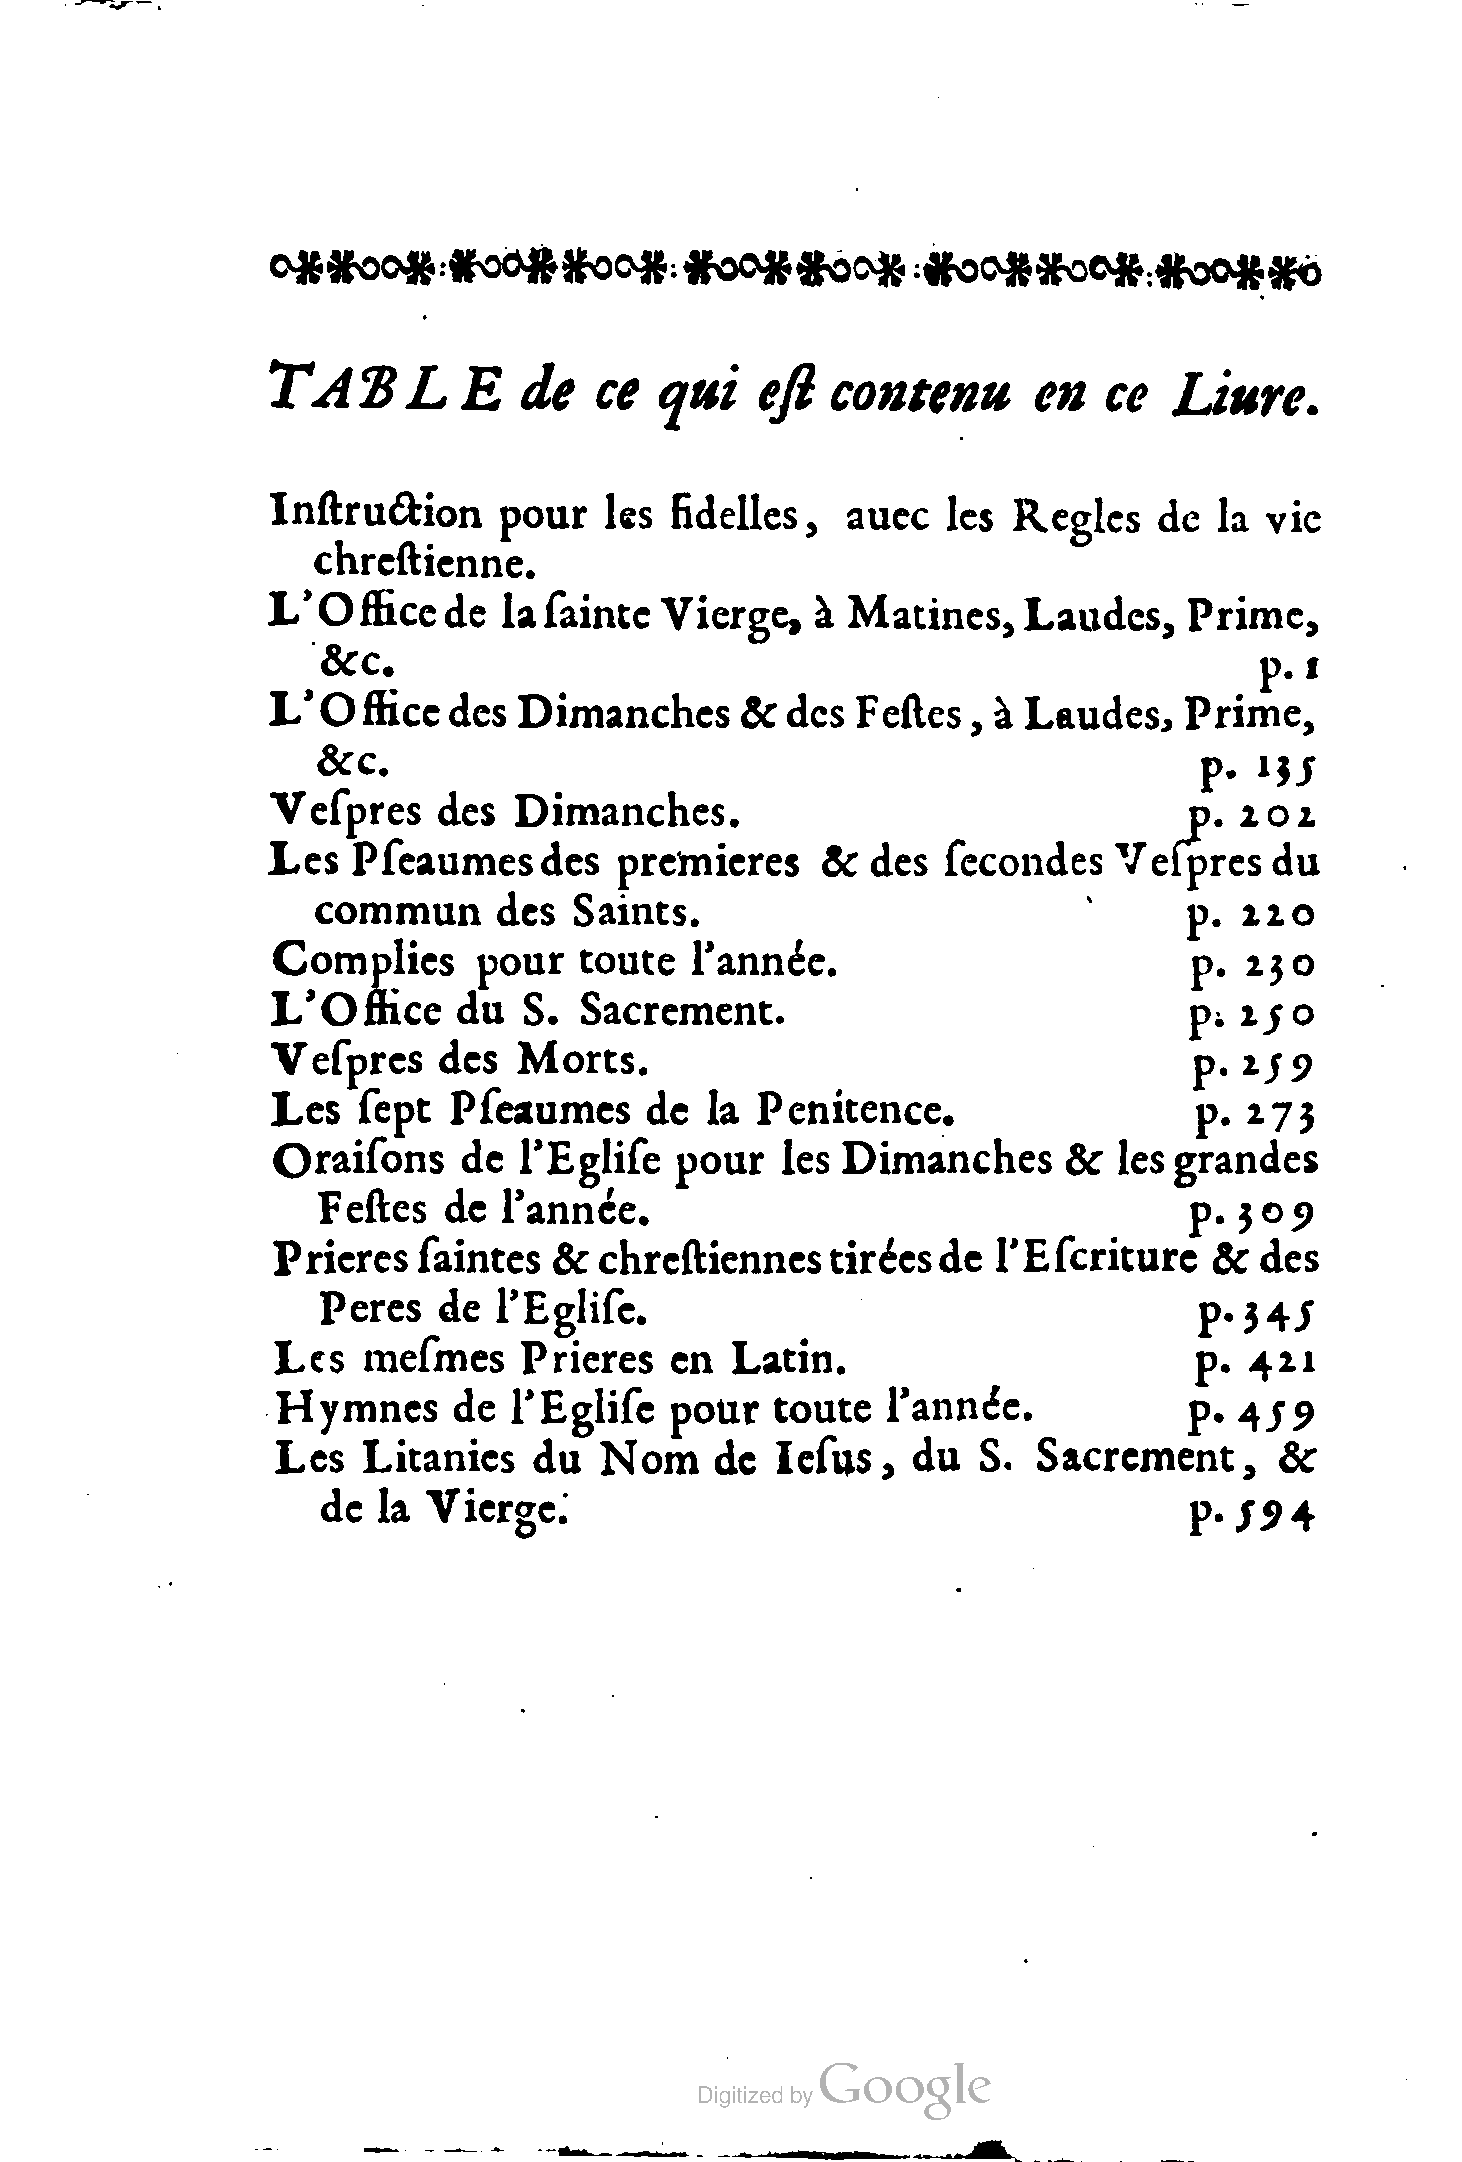 TABLE de ce qui eſt contenu en ce Liure.
Inſtruction pour les fidelles, auec les Regles de la vie
chreſtienne.
L'Office de la ſainte Vierge, à Matines, Laudes, Prime,
&c. p. 1
L'Office des Dimanches & des Feſtes, à Laudes, Prime,
&c. p. 135
Veſpres des Dimanches. p. 202
Les Pſeaumes des premieres & des ſecondes Veſpres du
commun des Saints. p. 220
Complies pour toute l'année. p. 230
L'Office du S. Sacrement. p. 250
Veſpres des Morts. p. 259
Les ſept Pſeaumes de la Penitence. p. 273
Oraiſons de l'Egliſe pour les Dimanches & les grandes
Feſtes de l'année. p. 309
Prieres ſaintes & chreſtiennes tirées de l'Eſcriture & des
Peres de l'Egliſe. p. 345
Les meſmes Prieres en Latin. p. 421
Hymnes de l'Egliſe pour toute l'année. p. 459
Les Litanies du Nom de Ieſus, du S. Sacrement, &
de la Vierge. p. 594
Digitized by Google